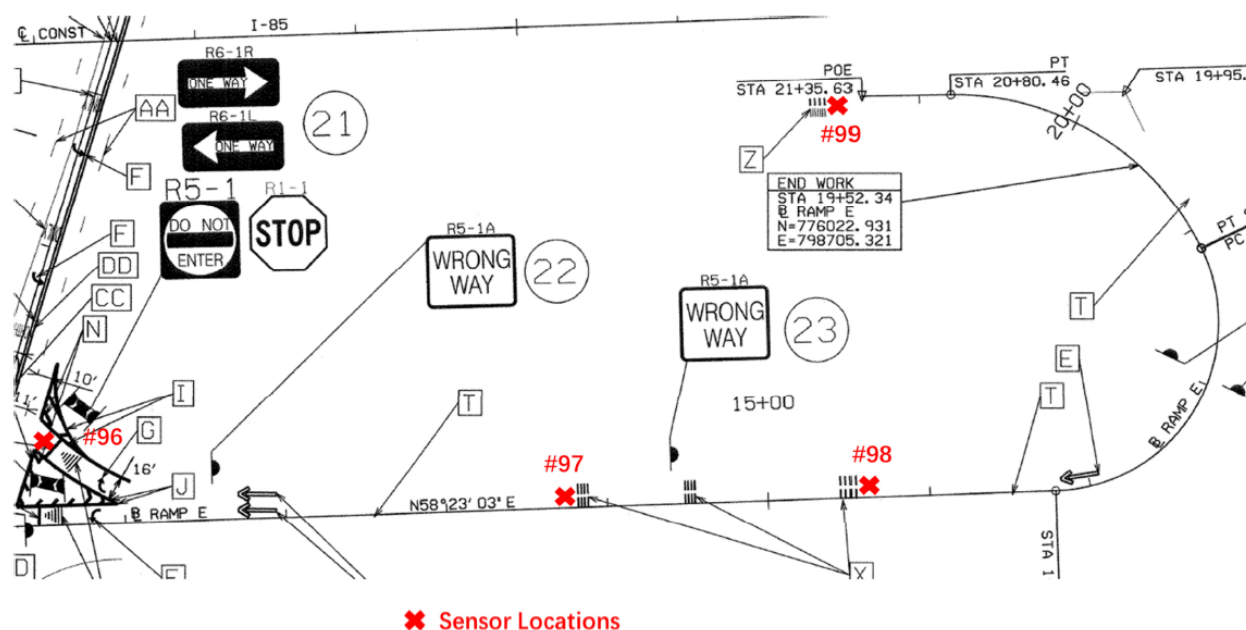 ℄ CONST
I-85
R6-1R
ONE WAY
R6-1L
ONE WAY
21
AA
F
R5-1
DO NOT
ENTER
R1-1
STOP
F
DD
CC
N
10'
11'
I
#96
G
16'
J
℄ RAMP E
D
E
R5-1A
WRONG
WAY
22
T
N58°23'03"E
#97
R5-1A
WRONG
WAY
23
15+00
#98
X
POE
STA 21+35.63
PT
STA 20+80.46
STA 19+95.
20+00
#99
Z
END WORK
STA 19+52.34
℄ RAMP E
N=776022.931
E=798705.321
PT
PC
T
E
T
℄ RAMP E
STA 1
Sensor Locations